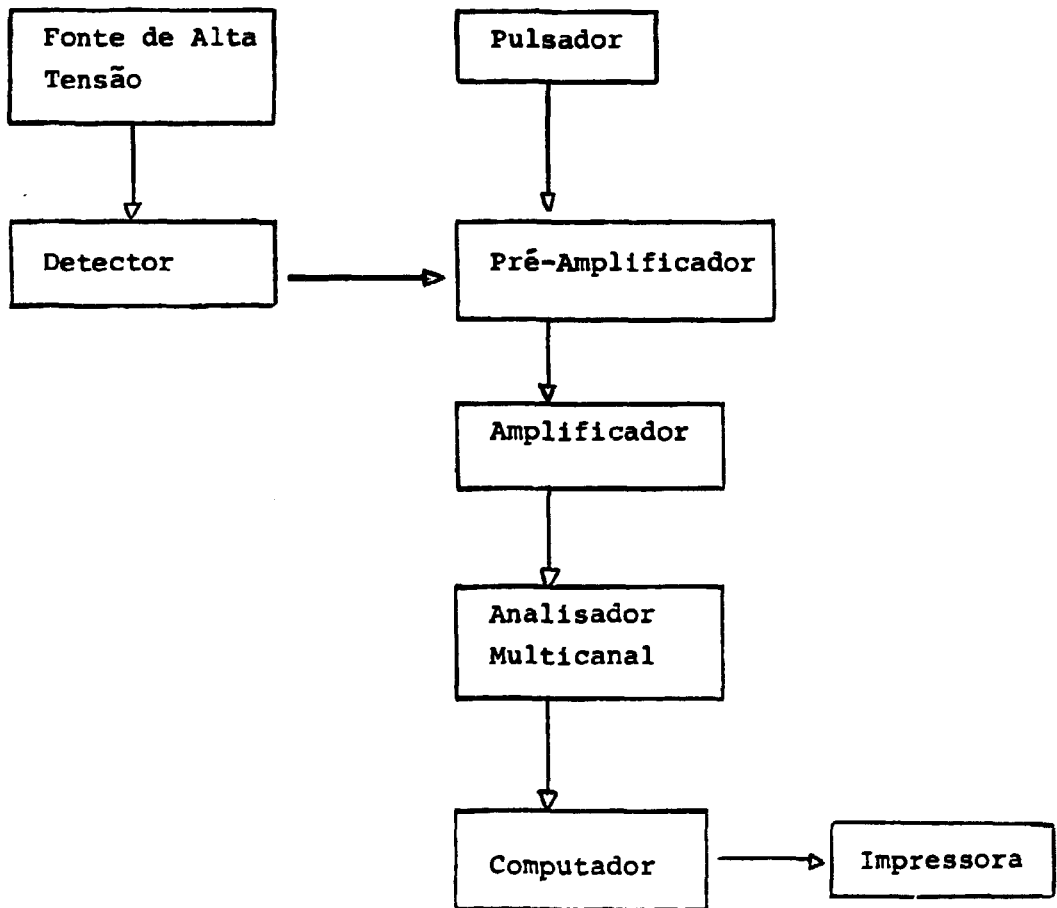 Fonte de Alta
Tensão
Pulsador
Detector
Pré-Amplificador
Amplificador
Analisador
Multicanal
Computador
Impressora